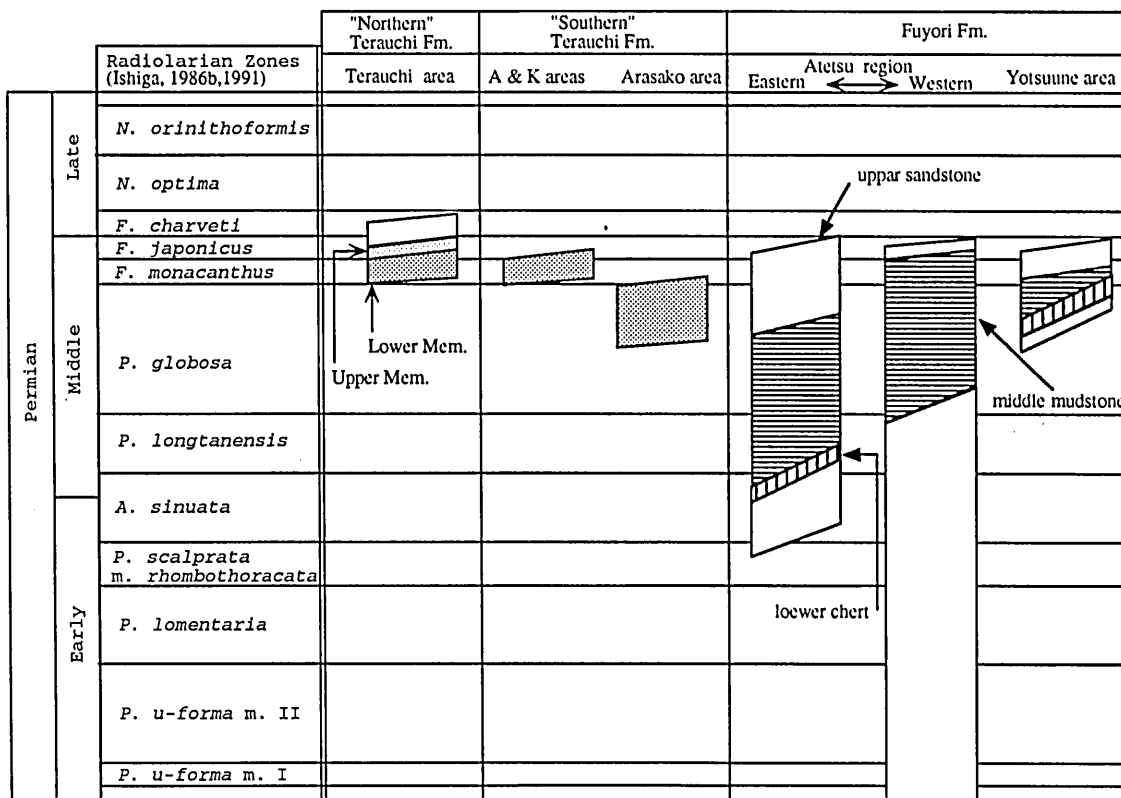 "Northern"
Terauchi Fm.
"Southern"
Terauchi Fm.
Fuyori Fm.
Radiolarian Zones
(Ishiga, 1986b,1991)
Terauchi area
A & K areas
Arasako area
Atetsu region
Eastern
Western
Yotsuune area
Permian
Late
Middle
Early
N. orinithoformis
N. optima
F. charveti
F. japonicus
F. monacanthus
P. globosa
P. longtanensis
A. sinuata
P. scalprata
m. rhombothoracata
P. lomentaria
P. u-forma m. II
P. u-forma m. I
Lower Mem.
Upper Mem.
uppar sandstone
middle mudstone
loewer chert